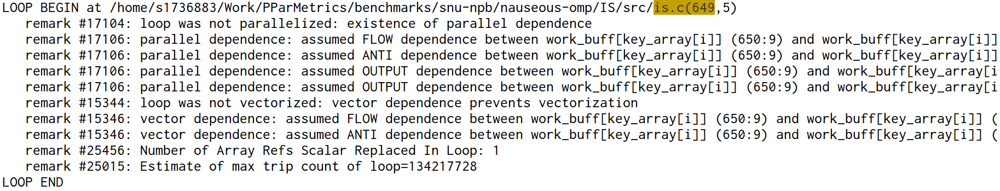 LOOP BEGIN at /home/s1736883/Work/PParMetrics/benchmarks/snu-npb/nauseous-omp/IS/src/is.c(649,5)
   remark #17104: loop was not parallelized: existence of parallel dependence
   remark #17106: parallel dependence: assumed FLOW dependence between work_buff[key_array[i]] (650:9) and work_buff[key_array[i]]
   remark #17106: parallel dependence: assumed ANTI dependence between work_buff[key_array[i]] (650:9) and work_buff[key_array[i]]
   remark #17106: parallel dependence: assumed OUTPUT dependence between work_buff[key_array[i]] (650:9) and work_buff[key_array[i
   remark #17106: parallel dependence: assumed OUTPUT dependence between work_buff[key_array[i]] (650:9) and work_buff[key_array[i
   remark #15344: loop was not vectorized: vector dependence prevents vectorization
   remark #15346: vector dependence: assumed FLOW dependence between work_buff[key_array[i]] (650:9) and work_buff[key_array[i]] (
   remark #15346: vector dependence: assumed ANTI dependence between work_buff[key_array[i]] (650:9) and work_buff[key_array[i]] (
   remark #25456: Number of Array Refs Scalar Replaced In Loop: 1
   remark #25015: Estimate of max trip count of loop=134217728
LOOP END